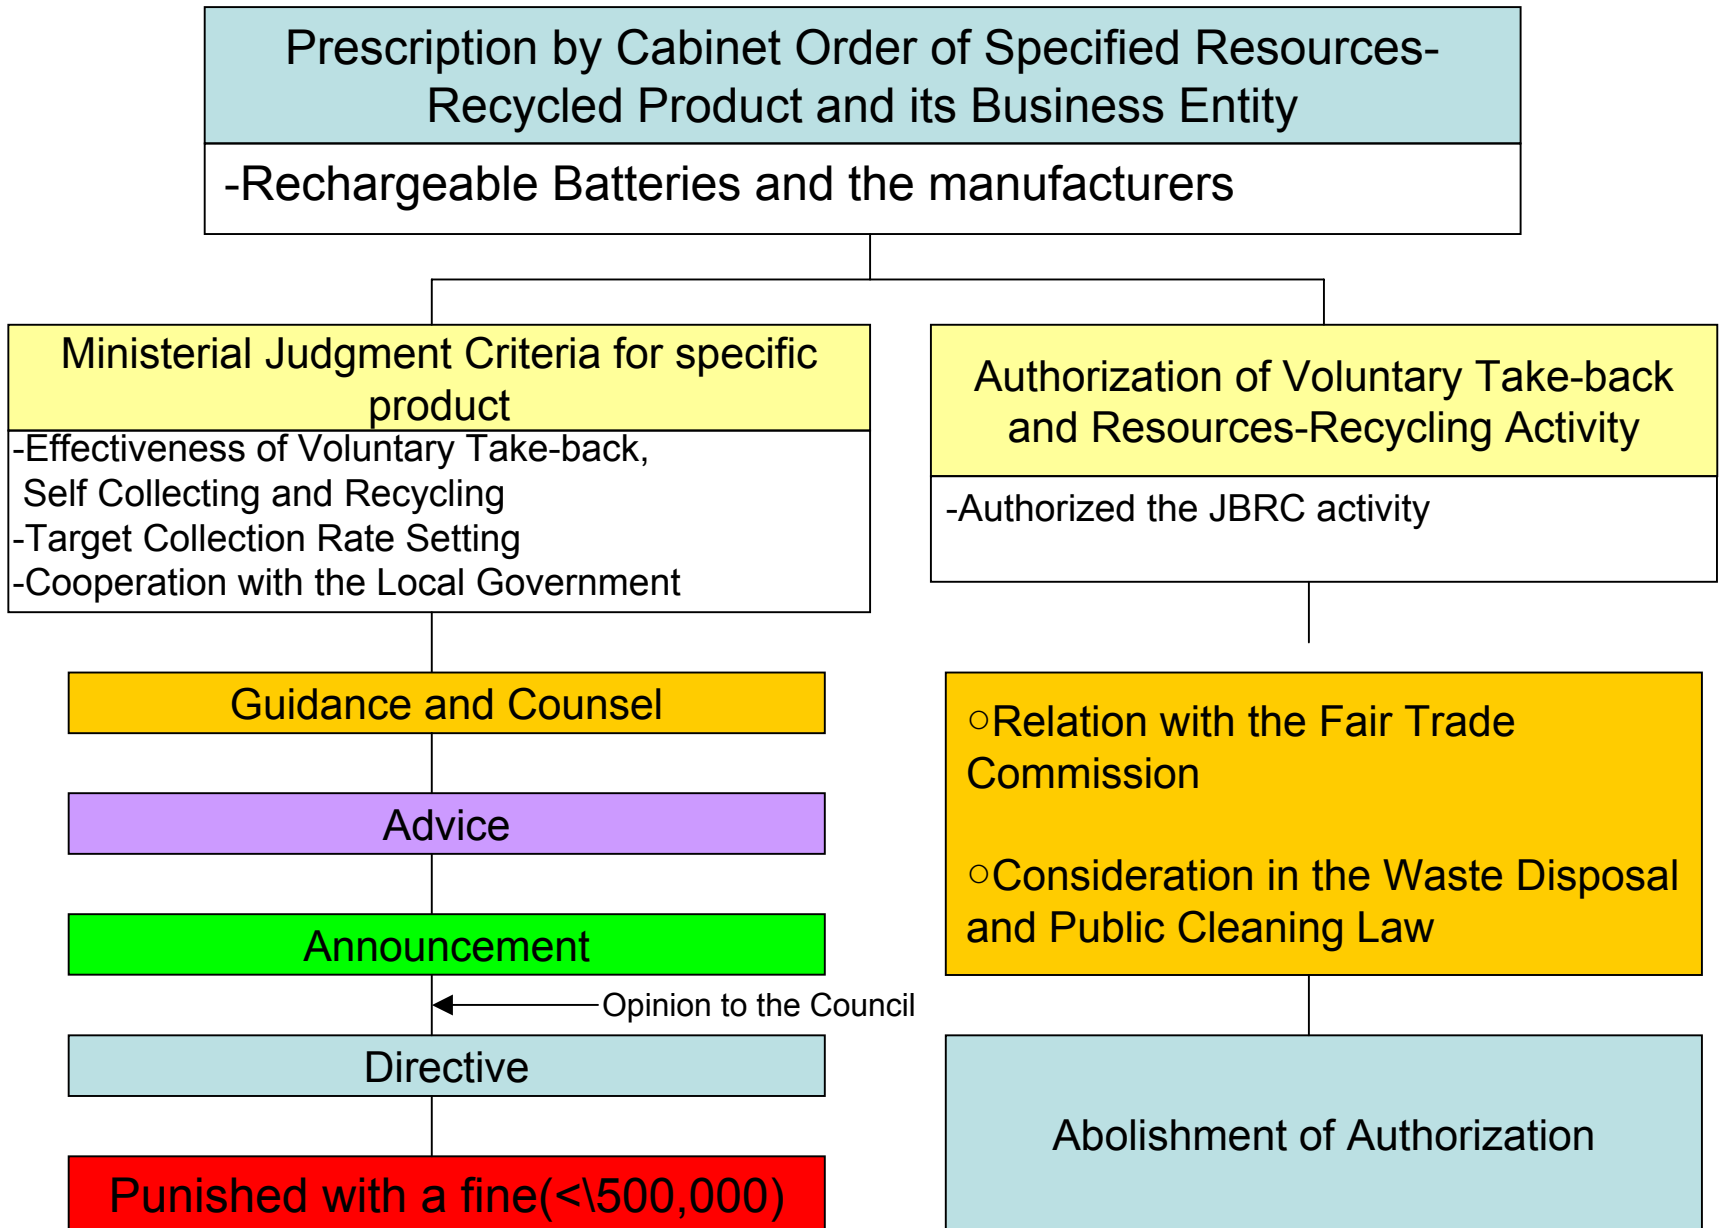 Prescription by Cabinet Order of Specified Resources-
Recycled Product and its Business Entity
-Rechargeable Batteries and the manufacturers
Ministerial Judgment Criteria for specific
product
-Effectiveness of Voluntary Take-back,
Self Collecting and Recycling
-Target Collection Rate Setting
-Cooperation with the Local Government
Guidance and Counsel
Advice
Announcement
Opinion to the Council
Directive
Punished with a fine(<\500,000)
Authorization of Voluntary Take-back
and Resources-Recycling Activity
-Authorized the JBRC activity
○Relation with the Fair Trade
Commission
○Consideration in the Waste Disposal
and Public Cleaning Law
Abolishment of Authorization